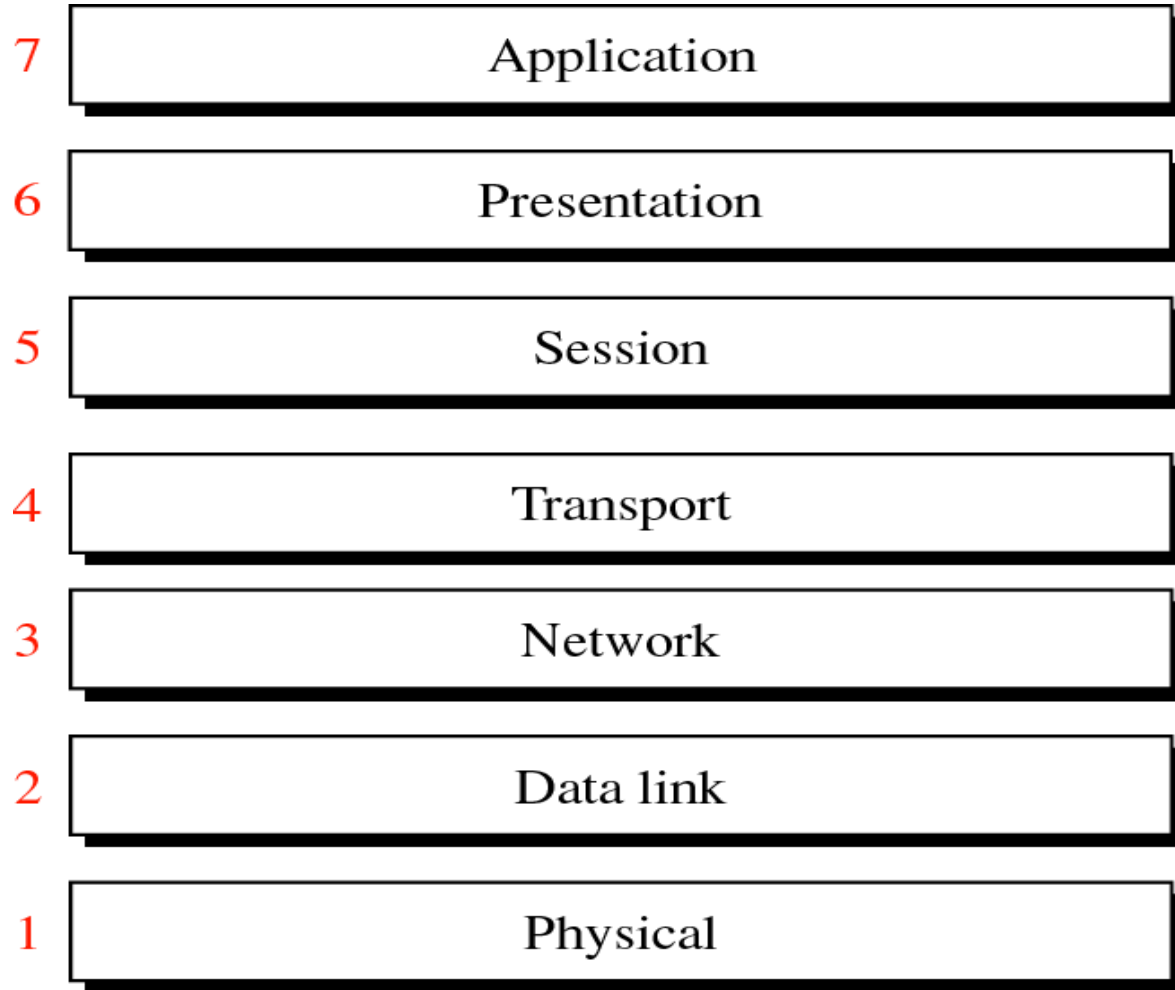 7 Application
6 Presentation
5 Session
4 Transport
3 Network
2 Data link
1 Physical